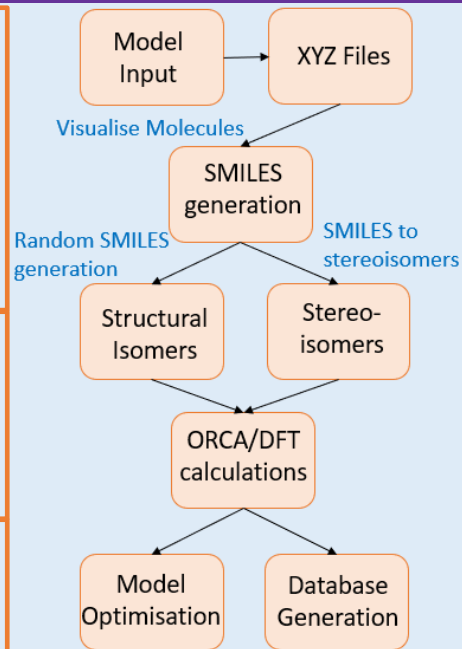 Model
Input
XYZ Files
Visualise Molecules
SMILES
generation
Random SMILES
generation
SMILES to
stereoisomers
Structural
Isomers
Stereo-
isomers
ORCA/DFT
calculations
Model
Optimisation
Database
Generation